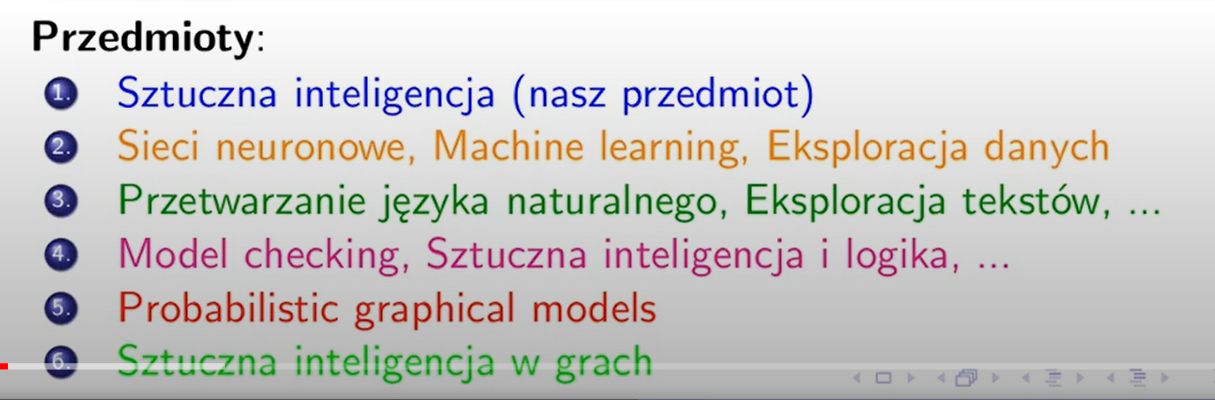 Przedmioty:
1. Sztuczna inteligencja (nasz przedmiot)
2. Sieci neuronowe, Machine learning, Eksploracja danych
3. Przetwarzanie języka naturalnego, Eksploracja tekstów, ...
4. Model checking, Sztuczna inteligencja i logika, ...
5. Probabilistic graphical models
6. Sztuczna inteligencja w grach